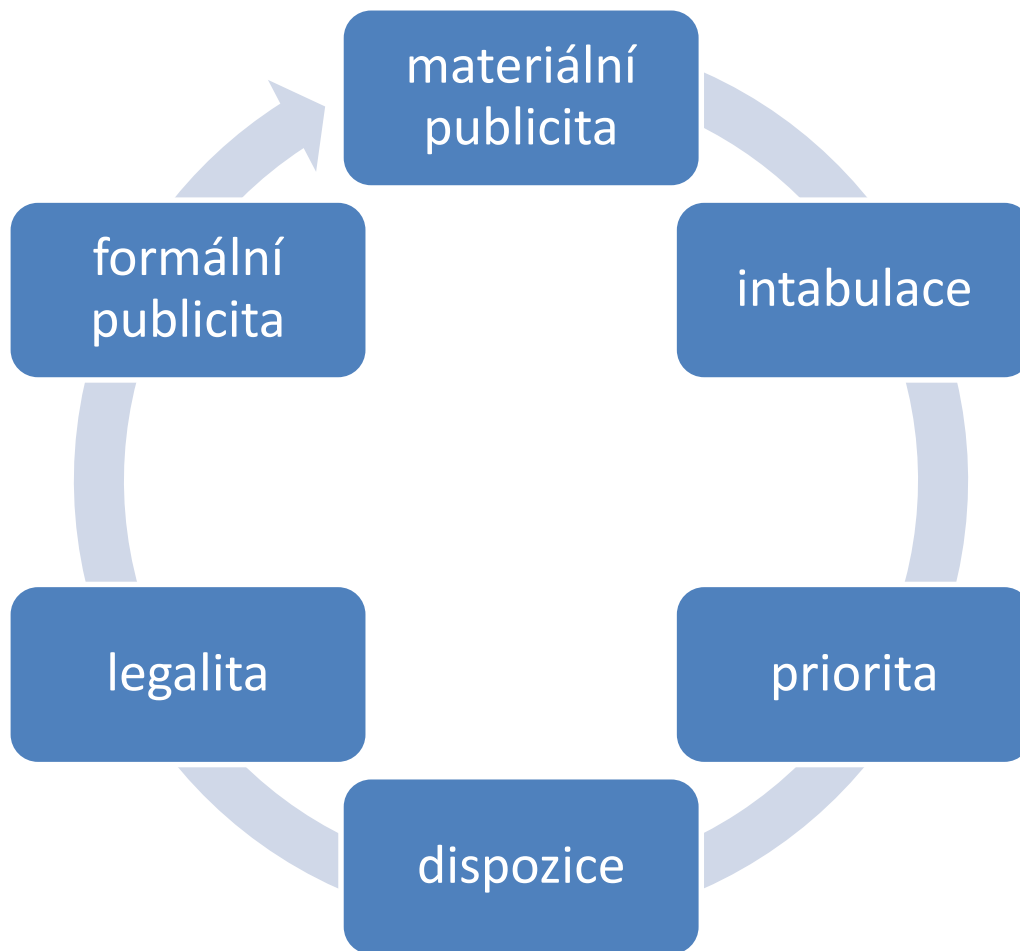 materiální
publicita
intabulace
priorita
dispozice
legalita
formální
publicita